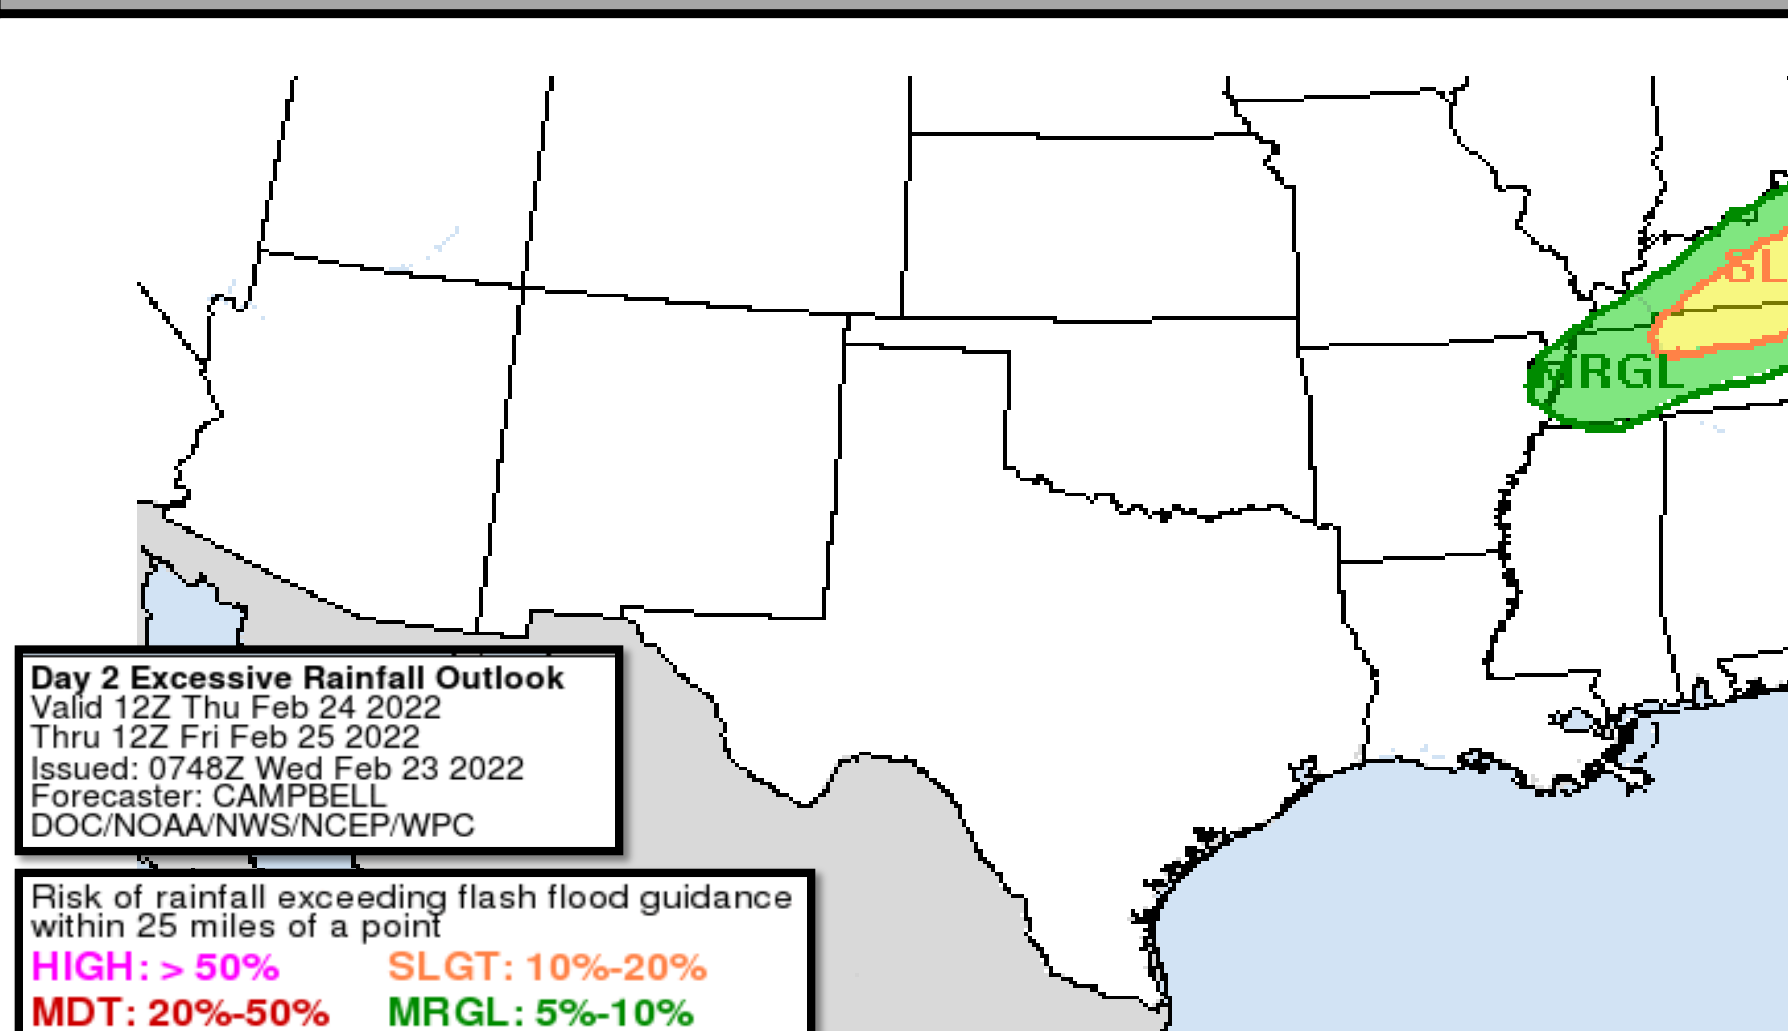 SL
MRGL
Day 2 Excessive Rainfall Outlook
Valid 12Z Thu Feb 24 2022
Thru 12Z Fri Feb 25 2022
Issued: 0748Z Wed Feb 23 2022
Forecaster: CAMPBELL
DOC/NOAA/NWS/NCEP/WPC
Risk of rainfall exceeding flash flood guidance
within 25 miles of a point
HIGH: > 50% SLGT: 10%-20%
MDT: 20%-50% MRGL: 5%-10%